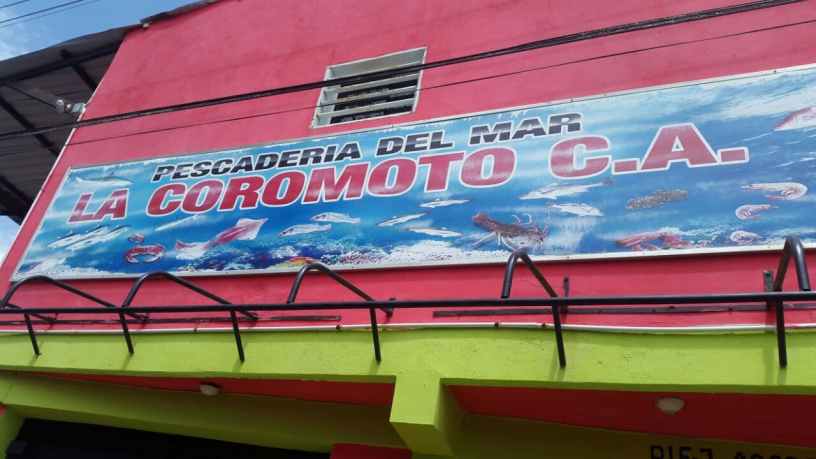 PESCADERIA DEL MAR
LA COROMOTO C.A.